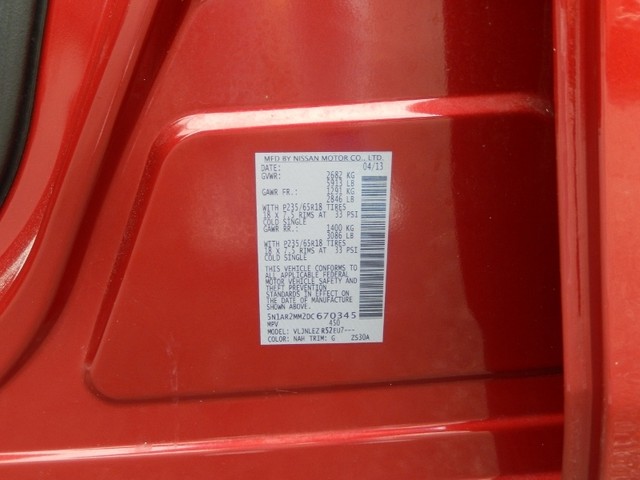 MFD BY NISSAN MOTOR CO., LTD.
DATE: 04/13
GVWR: 2682 KG
5913 LB
GAWR FR.: 1291 KG
2846 LB
WITH P235/65R18 TIRES
18 X 7.5 RIMS AT 33 PSI
COLD SINGLE
GAWR RR.: 1400 KG
3086 LB
WITH P235/65R18 TIRES
18 X 7.5 RIMS AT 33 PSI
COLD SINGLE
THIS VEHICLE CONFORMS TO
ALL APPLICABLE FEDERAL
MOTOR VEHICLE SAFETY
AND THEFT PREVENTION
STANDARDS IN EFFECT ON
THE DATE OF MANUFACTURE
SHOWN ABOVE.
5N1AR2MM2DC670345
MPV 450
MODEL: VLJNLEZ R52EU7---
COLOR: NAH TRIM: G ZS30A